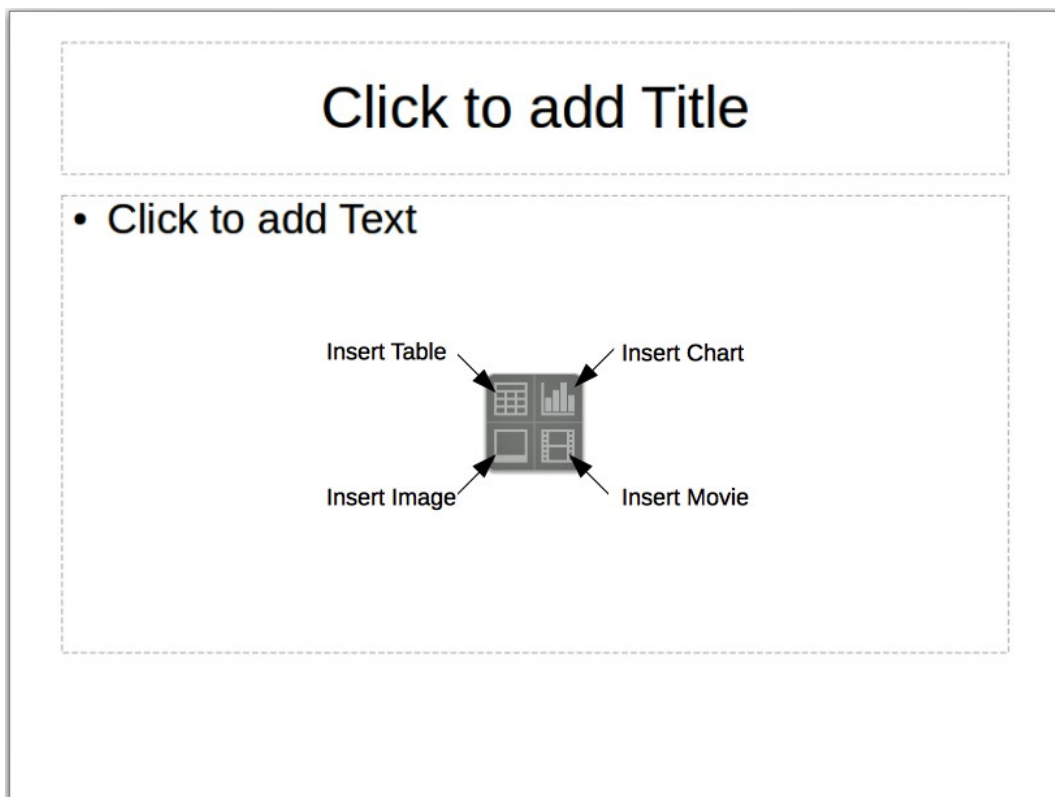 Click to add Title
• Click to add Text
Insert Table
Insert Chart
Insert Image
Insert Movie